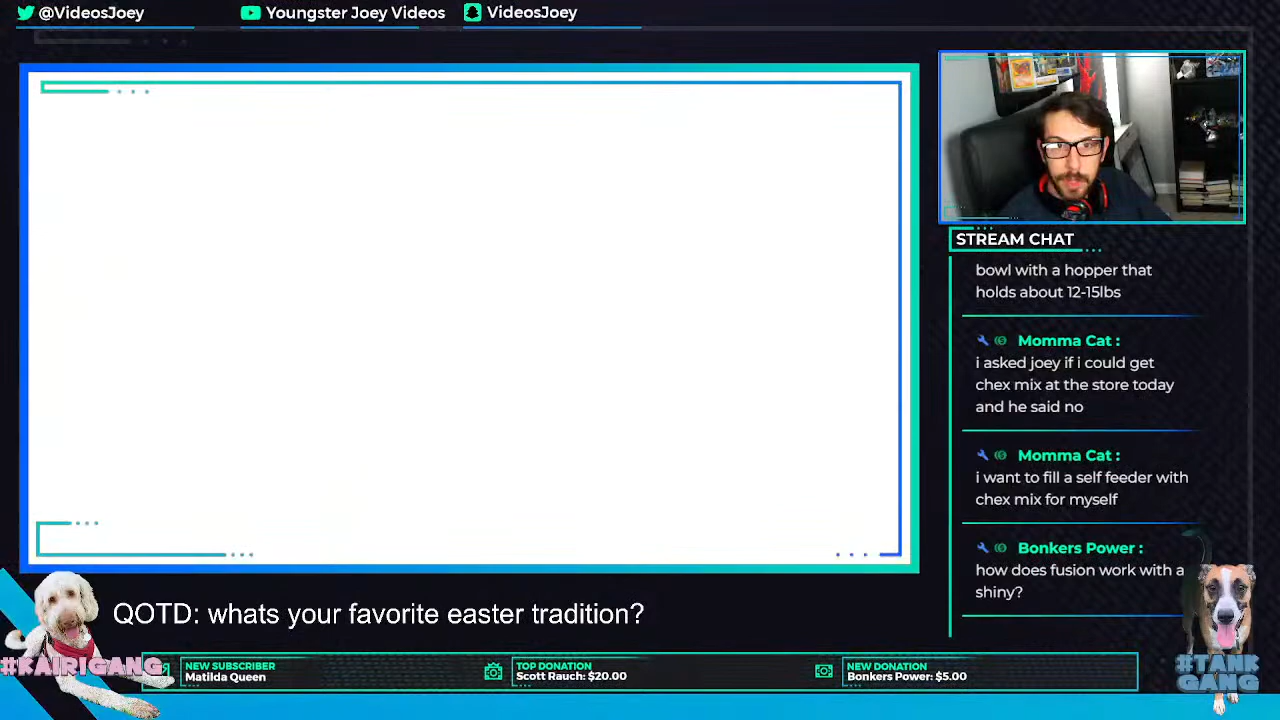 @VideosJoey
Youngster Joey Videos
VideosJoey
STREAM CHAT
bowl with a hopper that
holds about 12-15lbs
Momma Cat :
i asked joey if i could get
chex mix at the store today
and he said no
Momma Cat :
i want to fill a self feeder with
chex mix for myself
Bonkers Power :
how does fusion work with a
shiny?
QOTD: whats your favorite easter tradition?
#KAIRIGANG
NEW SUBSCRIBER
Matilda Queen
TOP DONATION
Scott Rauch: $20.00
NEW DONATION
Bonkers Power: $5.00
#TANK
GANG